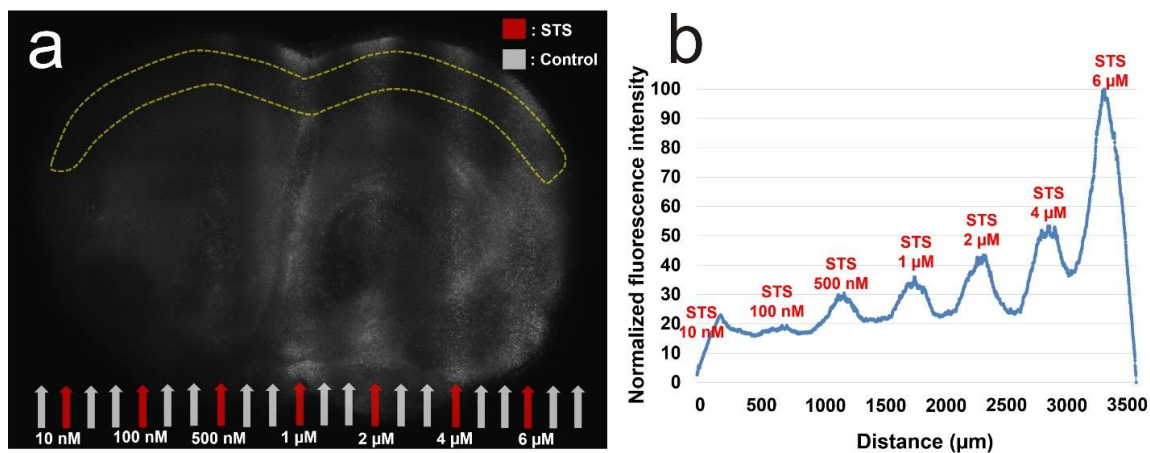 a
: STS
: Control
10 nM 100 nM 500 nM 1 µM 2 µM 4 µM 6 µM
b
Normalized fluorescence intensity
100
90
80
70
60
50
40
30
20
10
0
STS
10 nM
STS
100 nM
STS
500 nM
STS
1 µM
STS
2 µM
STS
4 µM
STS
6 µM
0 500 1000 1500 2000 2500 3000 3500
Distance (µm)